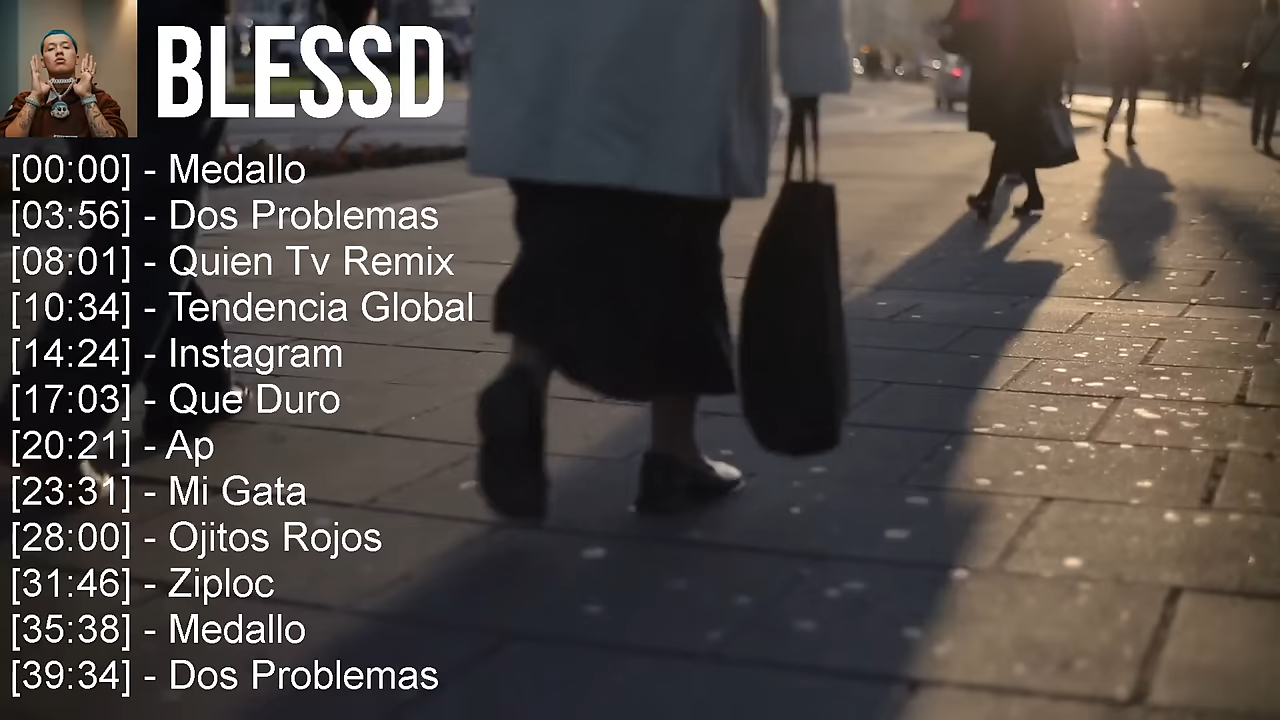 BLESSD
[00:00] - Medallo
[03:56] - Dos Problemas
[08:01] - Quien Tv Remix
[10:34] - Tendencia Global
[14:24] - Instagram
[17:03] - Que Duro
[20:21] - Ap
[23:31] - Mi Gata
[28:00] - Ojitos Rojos
[31:46] - Ziploc
[35:38] - Medallo
[39:34] - Dos Problemas